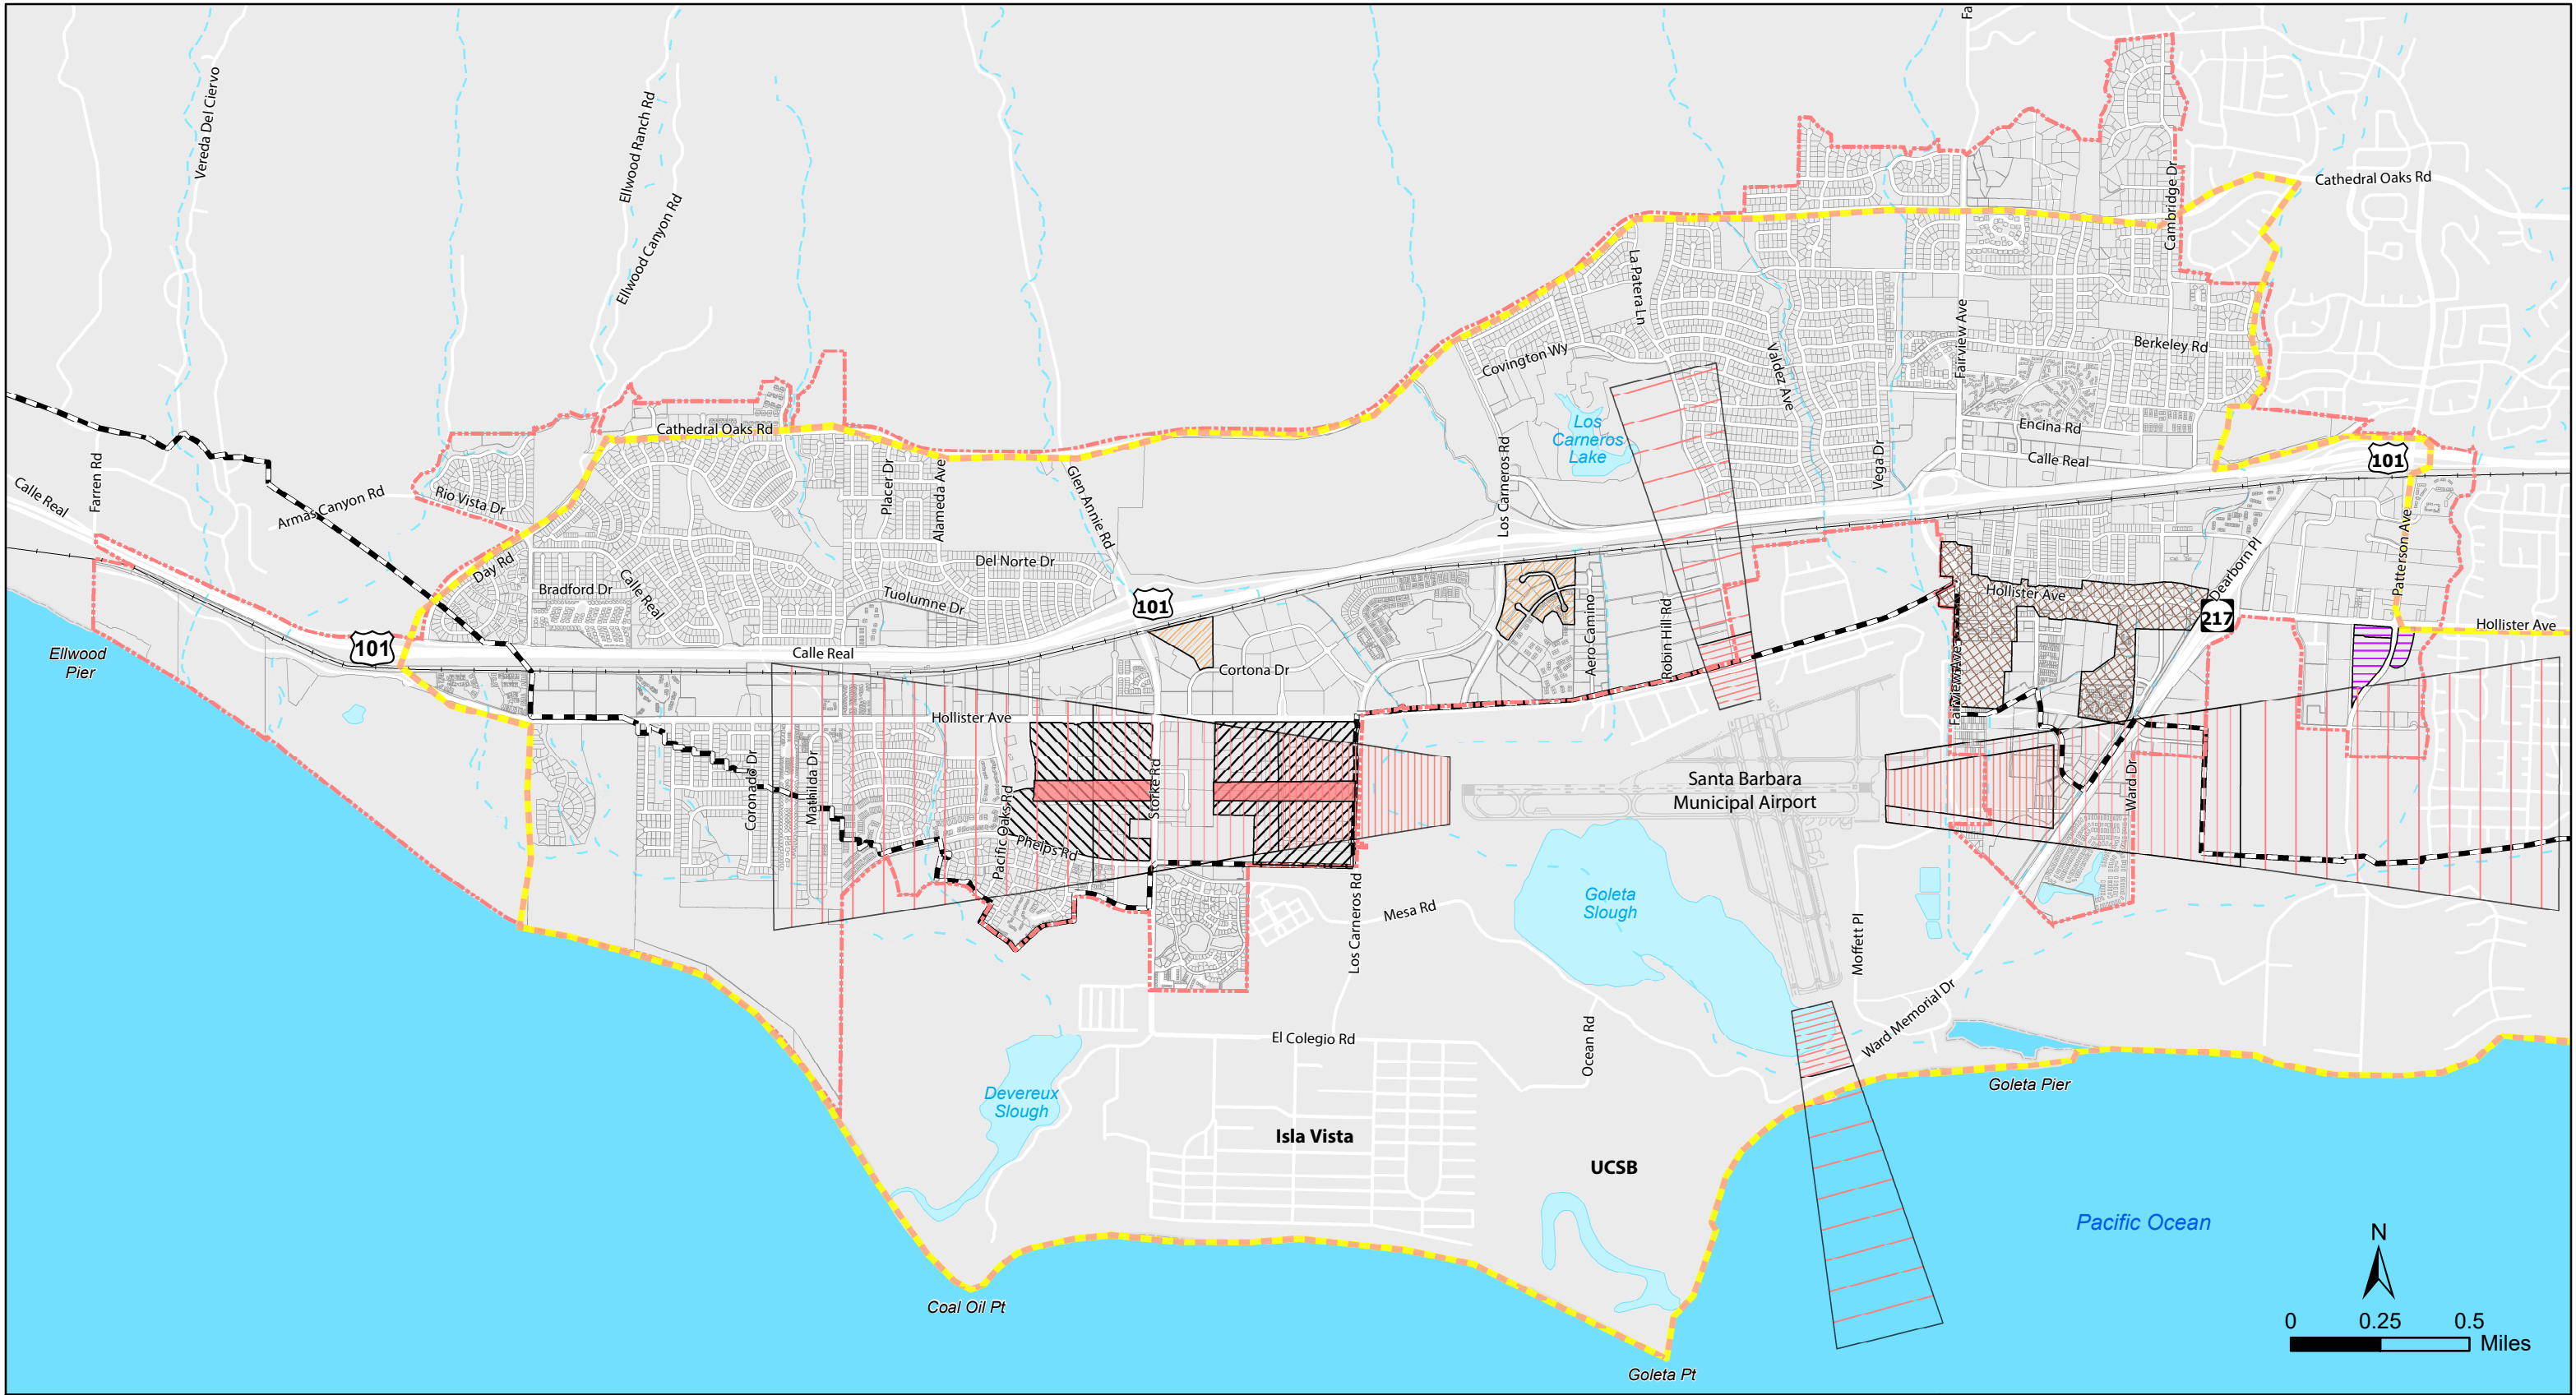 Fa
Vereda Del Ciervo
Ellwood Ranch Rd
Ellwood Canyon Rd
Cathedral Oaks Rd
Cambridge Dr
La Patera Ln
Covington Wy
Valdez Ave
Fairview Ave
Berkeley Rd
Los
Carneros
Lake
Encina Rd
Calle Real
Cathedral Oaks Rd
Vega Dr
101
Farren Rd
Calle Real
Armas Canyon Rd
Rio Vista Dr
Placer Dr
Alameda Ave
Glen Annie Rd
Los Carneros Rd
Patterson Ave
Day Rd
Bradford Dr
Calle Real
Del Norte Dr
Tuolumne Dr
101
Aero Camino
Robin Hill Rd
Hollister Ave
Dearborn Pl
217
Hollister Ave
Ellwood
Pier
101
Calle Real
Cortona Dr
Fairview Ave
Hollister Ave
Coronado Dr
Mathilda Dr
Pacific Oaks Rd
Storke Rd
Phelps Rd
Santa Barbara
Municipal Airport
Ward Dr
Los Carneros Rd
Mesa Rd
Goleta
Slough
Moffett Pl
Ward Memorial Dr
El Colegio Rd
Ocean Rd
Devereux
Slough
Goleta Pier
Isla Vista
UCSB
Pacific Ocean
Coal Oil Pt
Goleta Pt
N
0 0.25 0.5
Miles